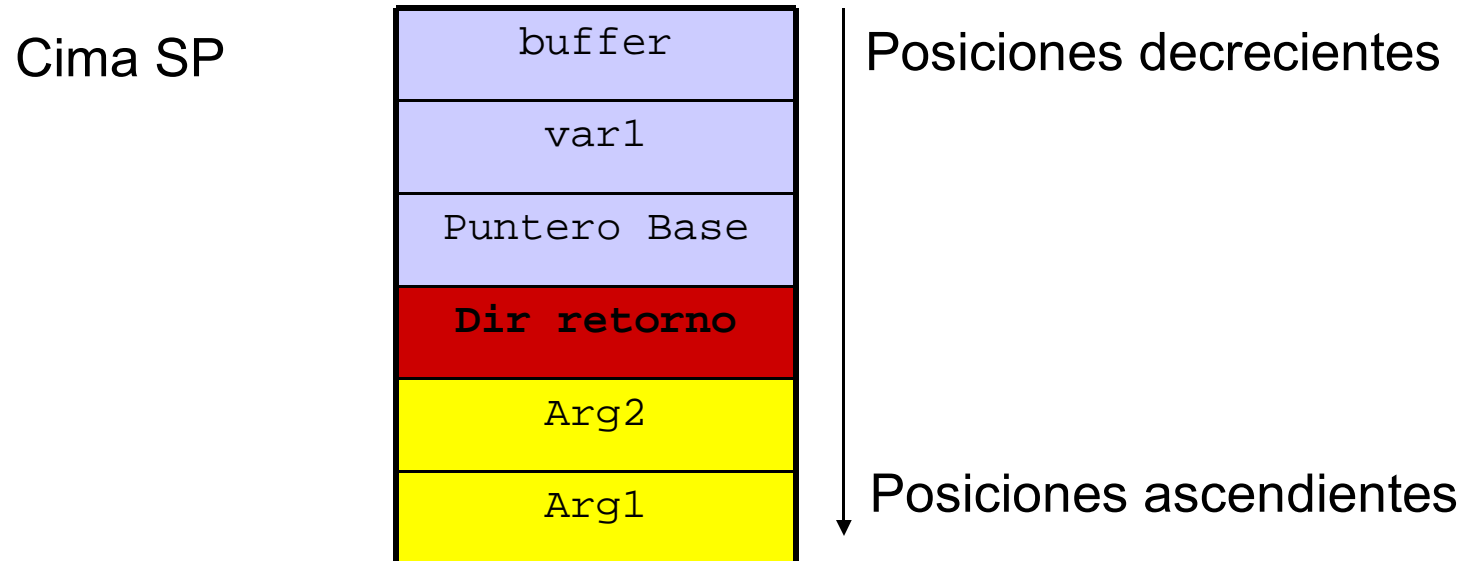 Cima SP
buffer
Posiciones decrecientes
var1
Puntero Base
Dir retorno
Arg2
Posiciones ascendientes
Arg1